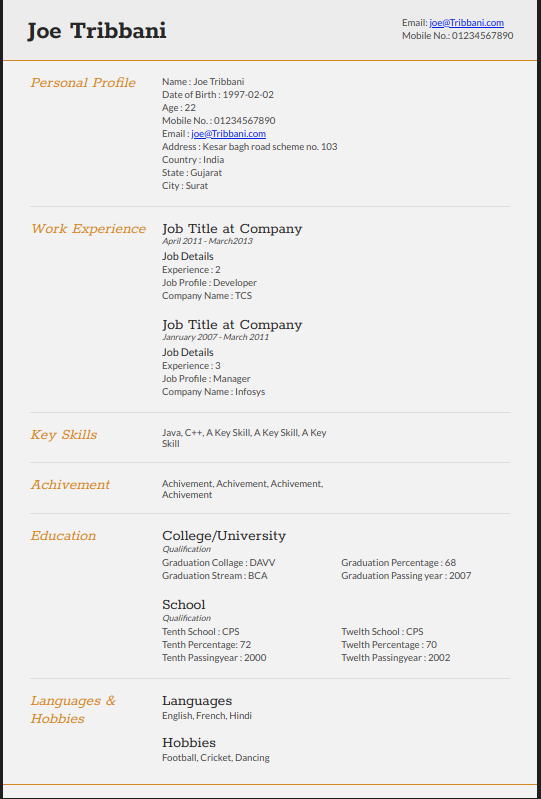 Joe Tribbani
Email: joe@Tribbani.com
Mobile No.: 01234567890
Personal Profile
Name : Joe Tribbani
Date of Birth : 1997-02-02
Age : 22
Mobile No. : 01234567890
Email : joe@Tribbani.com
Address : Kesar bagh road scheme no. 103
Country : India
State : Gujarat
City : Surat
Work Experience
Job Title at Company
April 2011 - March2013
Job Details
Experience : 2
Job Profile : Developer
Company Name : TCS
Job Title at Company
Janruary 2007 - March 2011
Job Details
Experience : 3
Job Profile : Manager
Company Name : Infosys
Key Skills
Java, C++, A Key Skill, A Key Skill, A Key
Skill
Achivement
Achivement, Achivement, Achivement,
Achivement
Education
College/University
Qualification
Graduation Collage : DAVV
Graduation Percentage : 68
Graduation Stream : BCA
Graduation Passing year : 2007
School
Qualification
Tenth School : CPS
Twelth School : CPS
Tenth Percentage: 72
Twelth Percentage : 70
Tenth Passingyear : 2000
Twelth Passingyear : 2002
Languages &
Hobbies
Languages
English, French, Hindi
Hobbies
Football, Cricket, Dancing